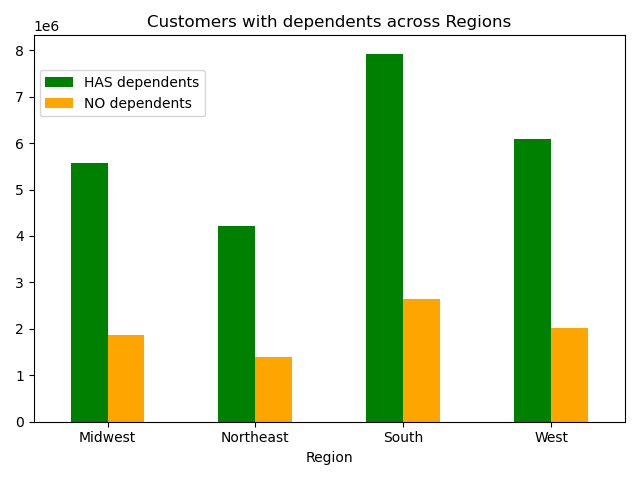 Customers with dependents across Regions
1e6
8
7
6
5
4
3
2
1
0
HAS dependents
NO dependents
Midwest Northeast South West
Region